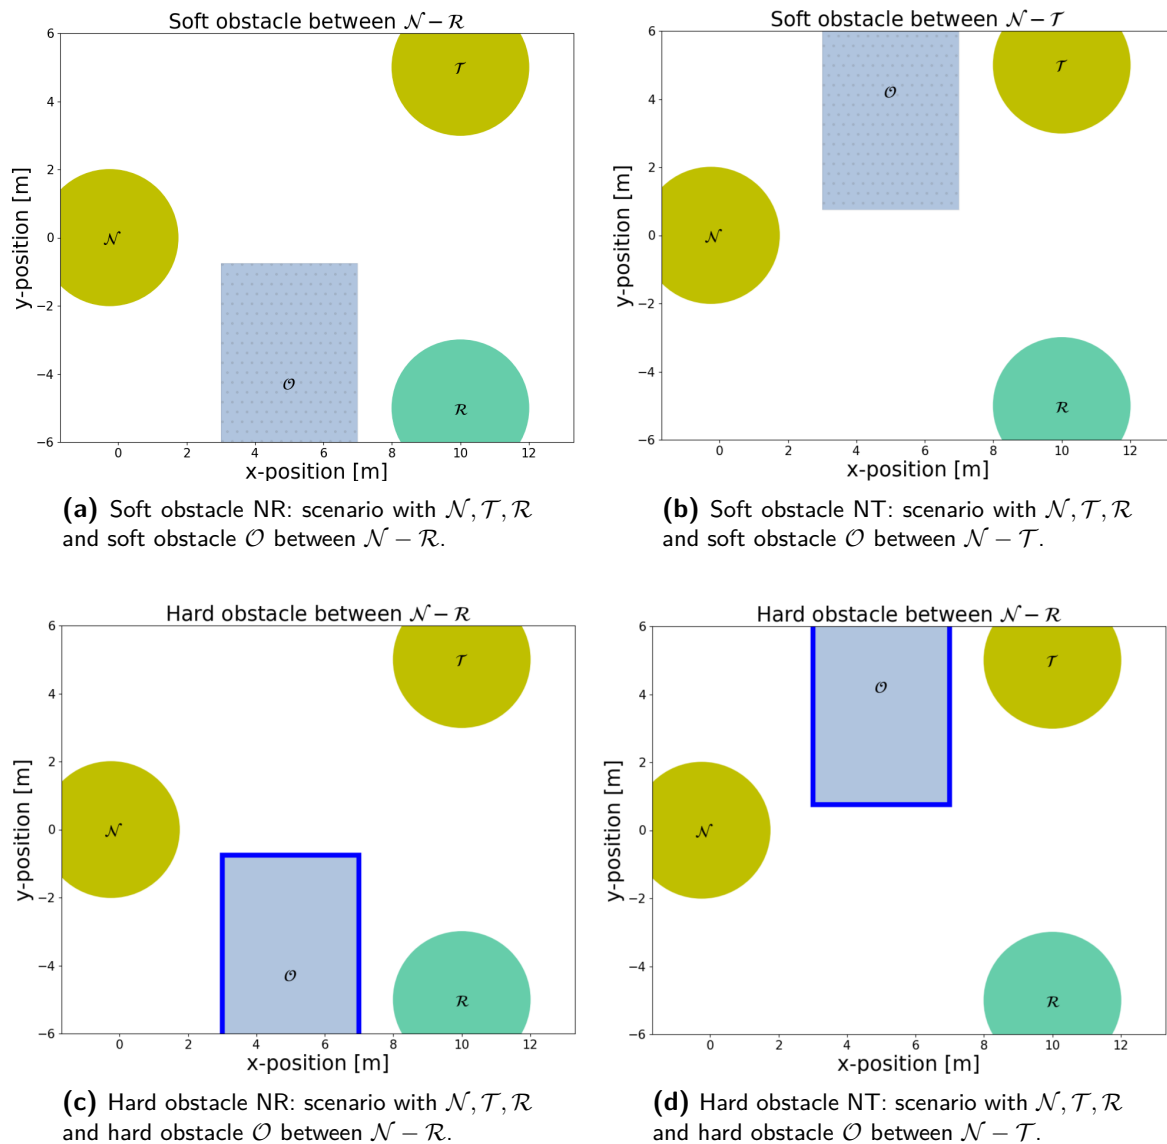 Soft obstacle between 𝒩 − ℛ
6
4
2
0
−2
−4
−6
y-position [m]
𝒯
𝒩
𝒪
ℛ
0 2 4 6 8 10 12
x-position [m]
(a) Soft obstacle NR: scenario with 𝒩, 𝒯, ℛ
and soft obstacle 𝒪 between 𝒩 − ℛ.
Soft obstacle between 𝒩 − 𝒯
6
4
2
0
−2
−4
−6
y-position [m]
𝒪
𝒯
𝒩
ℛ
0 2 4 6 8 10 12
x-position [m]
(b) Soft obstacle NT: scenario with 𝒩, 𝒯, ℛ
and soft obstacle 𝒪 between 𝒩 − 𝒯.
Hard obstacle between 𝒩 − ℛ
6
4
2
0
−2
−4
−6
y-position [m]
𝒯
𝒩
𝒪
ℛ
0 2 4 6 8 10 12
x-position [m]
(c) Hard obstacle NR: scenario with 𝒩, 𝒯, ℛ
and hard obstacle 𝒪 between 𝒩 − ℛ.
Hard obstacle between 𝒩 − ℛ
6
4
2
0
−2
−4
−6
y-position [m]
𝒪
𝒯
𝒩
ℛ
0 2 4 6 8 10 12
x-position [m]
(d) Hard obstacle NT: scenario with 𝒩, 𝒯, ℛ
and hard obstacle 𝒪 between 𝒩 − 𝒯.